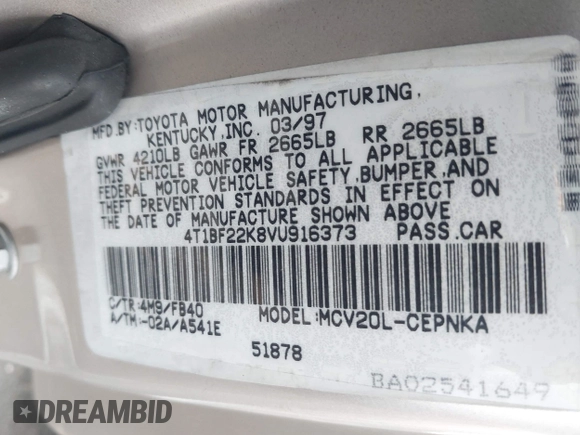 MFD.BY:TOYOTA MOTOR MANUFACTURING,
KENTUCKY,INC. 03/97
GVWR 4210LB GAWR FR 2665LB RR 2665LB
THIS VEHICLE CONFORMS TO ALL APPLICABLE
FEDERAL MOTOR VEHICLE SAFETY,BUMPER,AND
THEFT PREVENTION STANDARDS IN EFFECT ON
THE DATE OF MANUFACTURE SHOWN ABOVE
4T1BF22K8VU916373 PASS.CAR
C/TR:4M9/FB40 MODEL:MCV20L-CEPNKA
A/TM:-02A/A541E
51878
BA02541649
DREAMBID